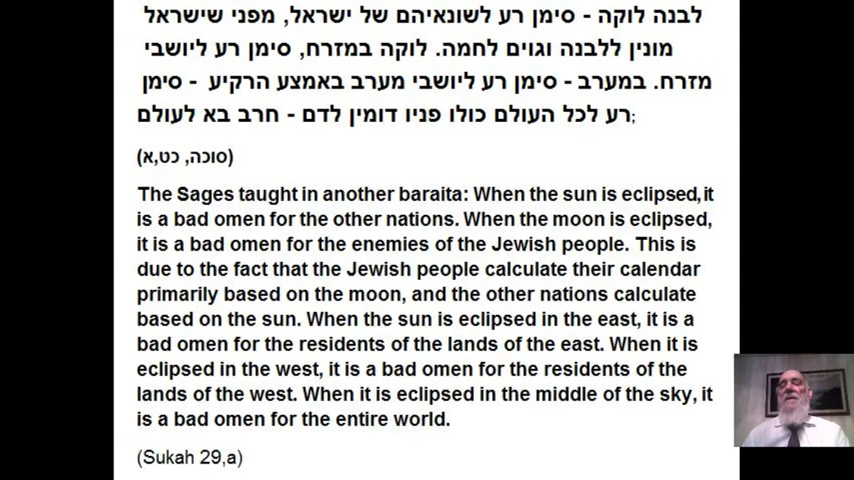 לבנה לוקה - סימן רע לשונאיהם של ישראל, מפני שישראל
מונין ללבנה וגוים לחמה. לוקה במזרח, סימן רע ליושבי
מזרח. במערב - סימן רע ליושבי מערב באמצע הרקיע - סימן
רע לכל העולם כולו פניו דומין לדם - חרב בא לעולם;
(סוכה, כט,א)
The Sages taught in another baraita: When the sun is eclipsed, it
is a bad omen for the other nations. When the moon is eclipsed,
it is a bad omen for the enemies of the Jewish people. This is
due to the fact that the Jewish people calculate their calendar
primarily based on the moon, and the other nations calculate
based on the sun. When the sun is eclipsed in the east, it is a
bad omen for the residents of the lands of the east. When it is
eclipsed in the west, it is a bad omen for the residents of the
lands of the west. When it is eclipsed in the middle of the sky, it
is a bad omen for the entire world.
(Sukah 29,a)